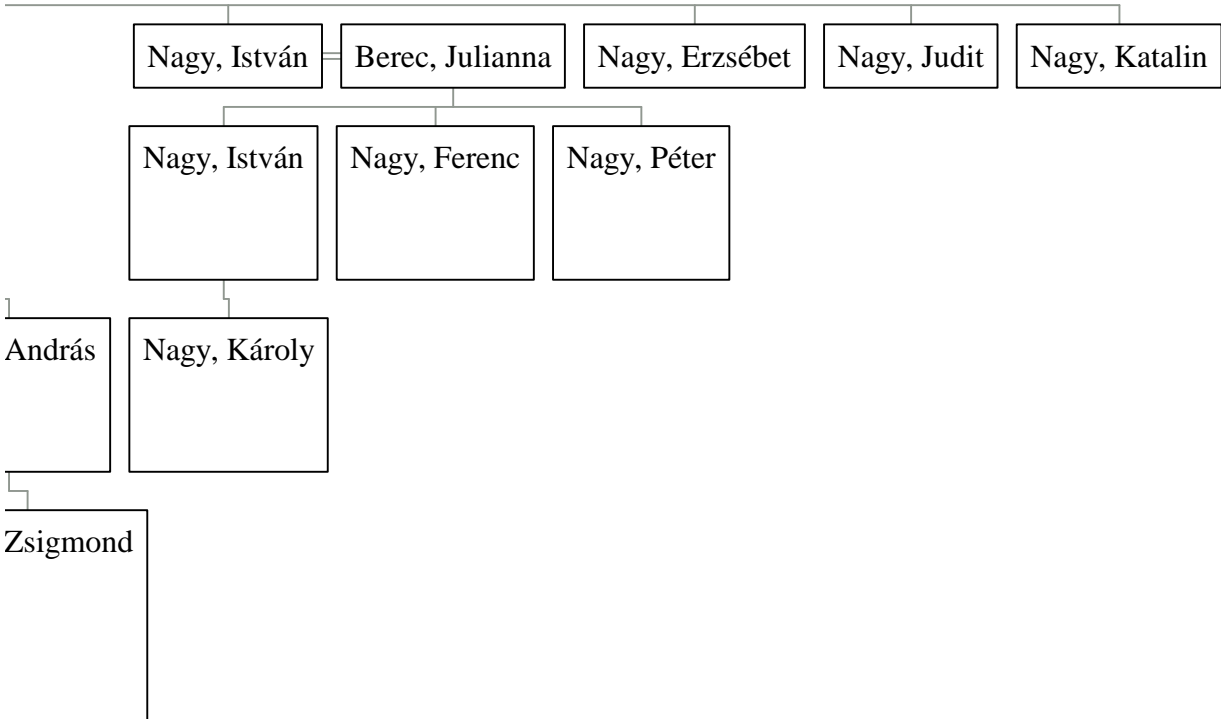 Nagy, István
Berec, Julianna
Nagy, Erzsébet
Nagy, Judit
Nagy, Katalin
Nagy, István
Nagy, Ferenc
Nagy, Péter
András
Nagy, Károly
Zsigmond